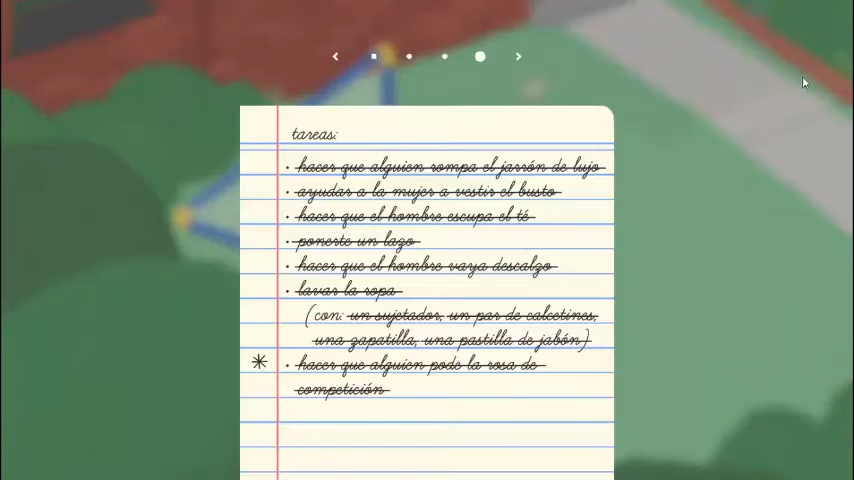 tareas:
· hacer que alguien rompa el jarrón de lujo
· ayudar a la mujer a vestir el busto
· hacer que el hombre escupa el té
· ponerte un lazo
· hacer que el hombre vaya descalzo
· lavar la ropa
(con: un sujetador, un par de calcetines,
una zapatilla, una pastilla de jabón)
· hacer que alguien pode la rosa de
competición